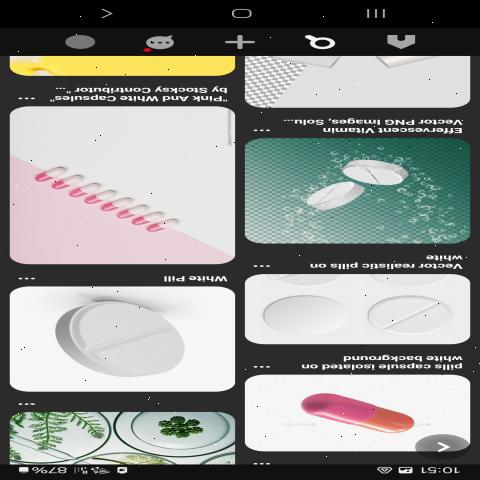 10:51 87%
pills capsule isolated on
white background
Vector realistic pills on
white
Effervescent Vitamin
Vector PNG Images, Solu...
White Pill
"Pink And White Capsules"
by Stocksy Contributor "...